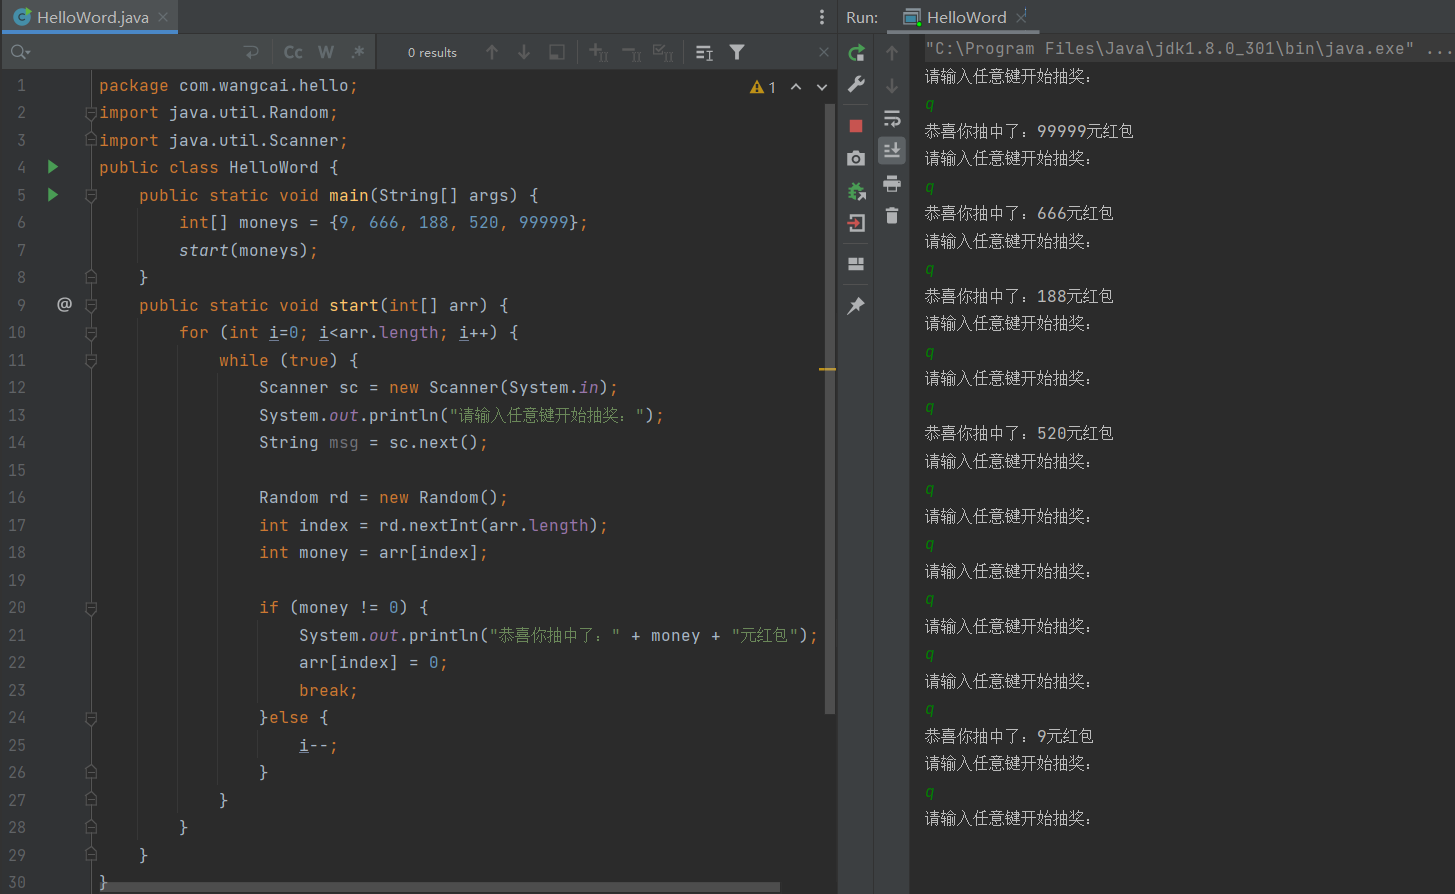 HelloWord.java
Cc W .*
0 results
1 package com.wangcai.hello;
2 import java.util.Random;
3 import java.util.Scanner;
4 public class HelloWord {
5 public static void main(String[] args) {
6 int[] moneys = {9, 666, 188, 520, 99999};
7 start(moneys);
8 }
9 @ public static void start(int[] arr) {
10 for (int i=0; i<arr.length; i++) {
11 while (true) {
12 Scanner sc = new Scanner(System.in);
13 System.out.println("请输入任意键开始抽奖：");
14 String msg = sc.next();
15
16 Random rd = new Random();
17 int index = rd.nextInt(arr.length);
18 int money = arr[index];
19
20 if (money != 0) {
21 System.out.println("恭喜你抽中了：" + money + "元红包");
22 arr[index] = 0;
23 break;
24 }else {
25 i--;
26 }
27 }
28 }
29 }
30 }
1
Run: HelloWord
"C:\Program Files\Java\jdk1.8.0_301\bin\java.exe" ...
请输入任意键开始抽奖：
q
恭喜你抽中了：99999元红包
请输入任意键开始抽奖：
q
恭喜你抽中了：666元红包
请输入任意键开始抽奖：
q
恭喜你抽中了：188元红包
请输入任意键开始抽奖：
q
请输入任意键开始抽奖：
q
恭喜你抽中了：520元红包
请输入任意键开始抽奖：
q
请输入任意键开始抽奖：
q
请输入任意键开始抽奖：
q
请输入任意键开始抽奖：
q
请输入任意键开始抽奖：
q
恭喜你抽中了：9元红包
请输入任意键开始抽奖：
q
请输入任意键开始抽奖：